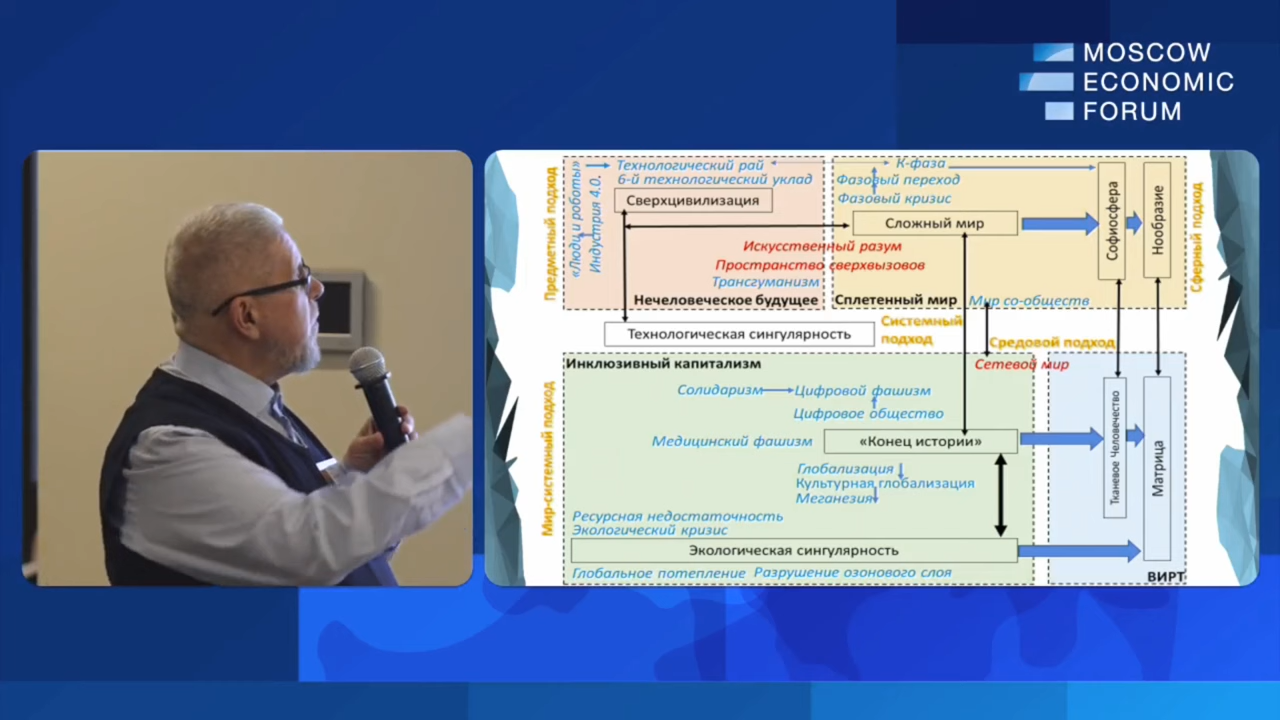 MOSCOW
ECONOMIC
FORUM
Предметный подход
«Люди и роботы»
Индустрия 4.0.
Технологический рай
6-й технологический уклад
Сверхцивилизация
К-фаза
Фазовый переход
Фазовый кризис
Сложный мир
Софиосфера
Нообразие
Сферный подход
Искусственный разум
Пространство сверхвызовов
Трансгуманизм
Нечеловеческое будущее
Сплетенный мир
Мир со-обществ
Технологическая сингулярность
Системный
подход
Средовой подход
Инклюзивный капитализм
Сетевой мир
Мир-системный подход
Солидаризм
Цифровой фашизм
Цифровое общество
Медицинский фашизм
«Конец истории»
Тканевое Человечество
Матрица
Глобализация
Культурная глобализация
Меганезия
Ресурсная недостаточность
Экологический кризис
Экологическая сингулярность
Глобальное потепление
Разрушение озонового слоя
ВИРТ